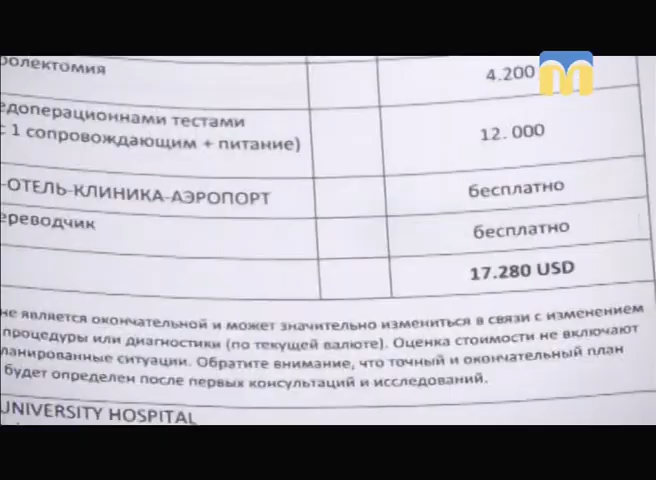 ролектомия
4.200
едоперационнами тестами
с 1 сопровождающим + питание)
12. 000
-ОТЕЛЬ-КЛИНИКА-АЭРОПОРТ
бесплатно
ереводчик
бесплатно
17.280 USD
не является окончательной и может значительно измениться в связи с изменением
процедуры или диагностики (по текущей валюте). Оценка стоимости не включают
ланированные ситуации. Обратите внимание, что точный и окончательный план
будет определен после первых консультаций и исследований.
UNIVERSITY HOSPITAL